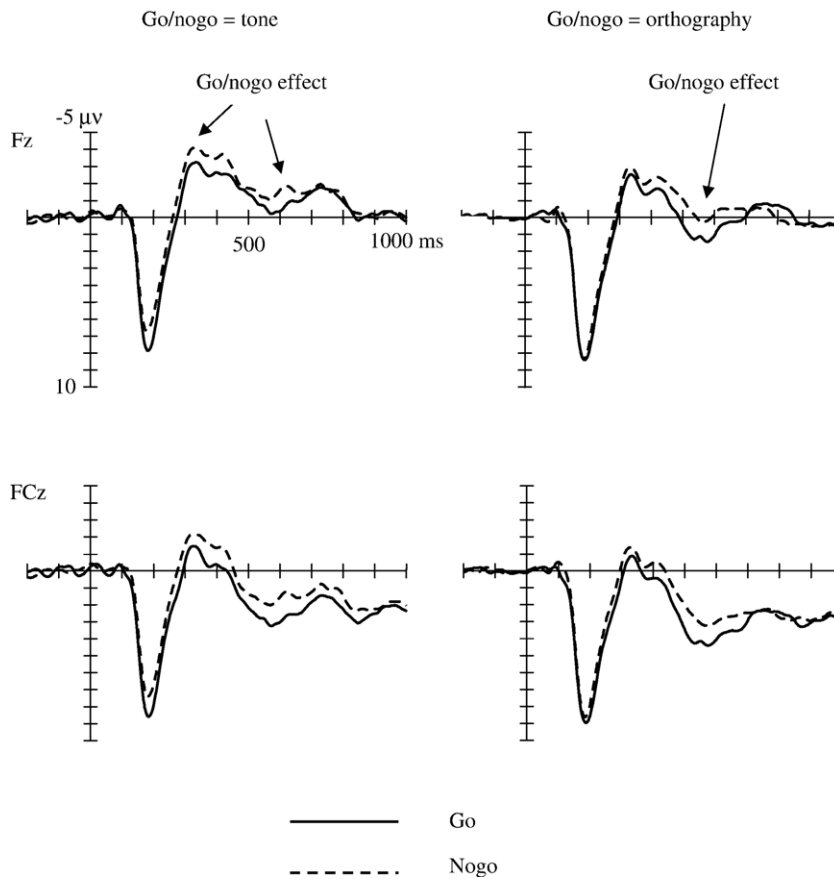 Go/nogo = tone
Go/nogo = orthography
Go/nogo effect
Go/nogo effect
-5 μv
Fz
500
1000 ms
10
FCz
Go
Nogo